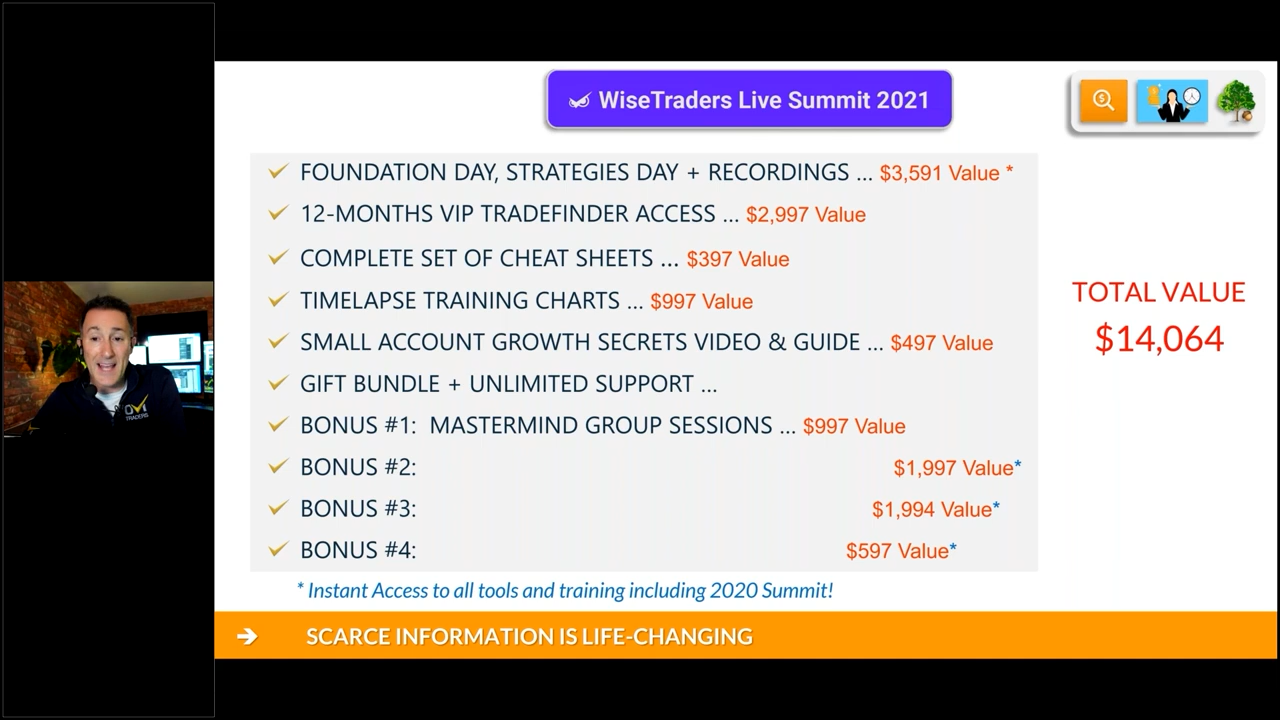 WiseTraders Live Summit 2021
FOUNDATION DAY, STRATEGIES DAY + RECORDINGS ... $3,591 Value *
12-MONTHS VIP TRADEFINDER ACCESS ... $2,997 Value
COMPLETE SET OF CHEAT SHEETS ... $397 Value
TIMELAPSE TRAINING CHARTS ... $997 Value
SMALL ACCOUNT GROWTH SECRETS VIDEO & GUIDE ... $497 Value
GIFT BUNDLE + UNLIMITED SUPPORT ...
BONUS #1: MASTERMIND GROUP SESSIONS ... $997 Value
BONUS #2: $1,997 Value*
BONUS #3: $1,994 Value*
BONUS #4: $597 Value*
* Instant Access to all tools and training including 2020 Summit!
TOTAL VALUE
$14,064
SCARCE INFORMATION IS LIFE-CHANGING
TRADERS